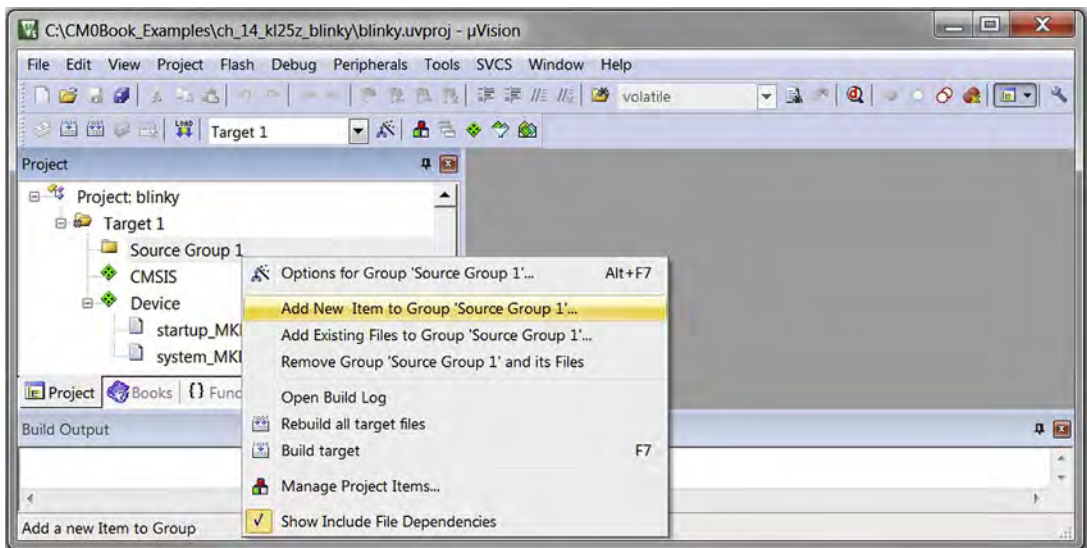 C:\CM0Book_Examples\ch_14_kl25z_blinky\blinky.uvproj - µVision
File Edit View Project Flash Debug Peripherals Tools SVCS Window Help
volatile
LOAD Target 1
Project
Project: blinky
Target 1
Source Group 1
CMSIS
Device
startup_MKL
system_MKL
Options for Group 'Source Group 1'... Alt+F7
Add New Item to Group 'Source Group 1'...
Add Existing Files to Group 'Source Group 1'...
Remove Group 'Source Group 1' and its Files
Open Build Log
Rebuild all target files
Build target F7
Manage Project Items...
Show Include File Dependencies
Project Books {} Func
Build Output
Add a new Item to Group